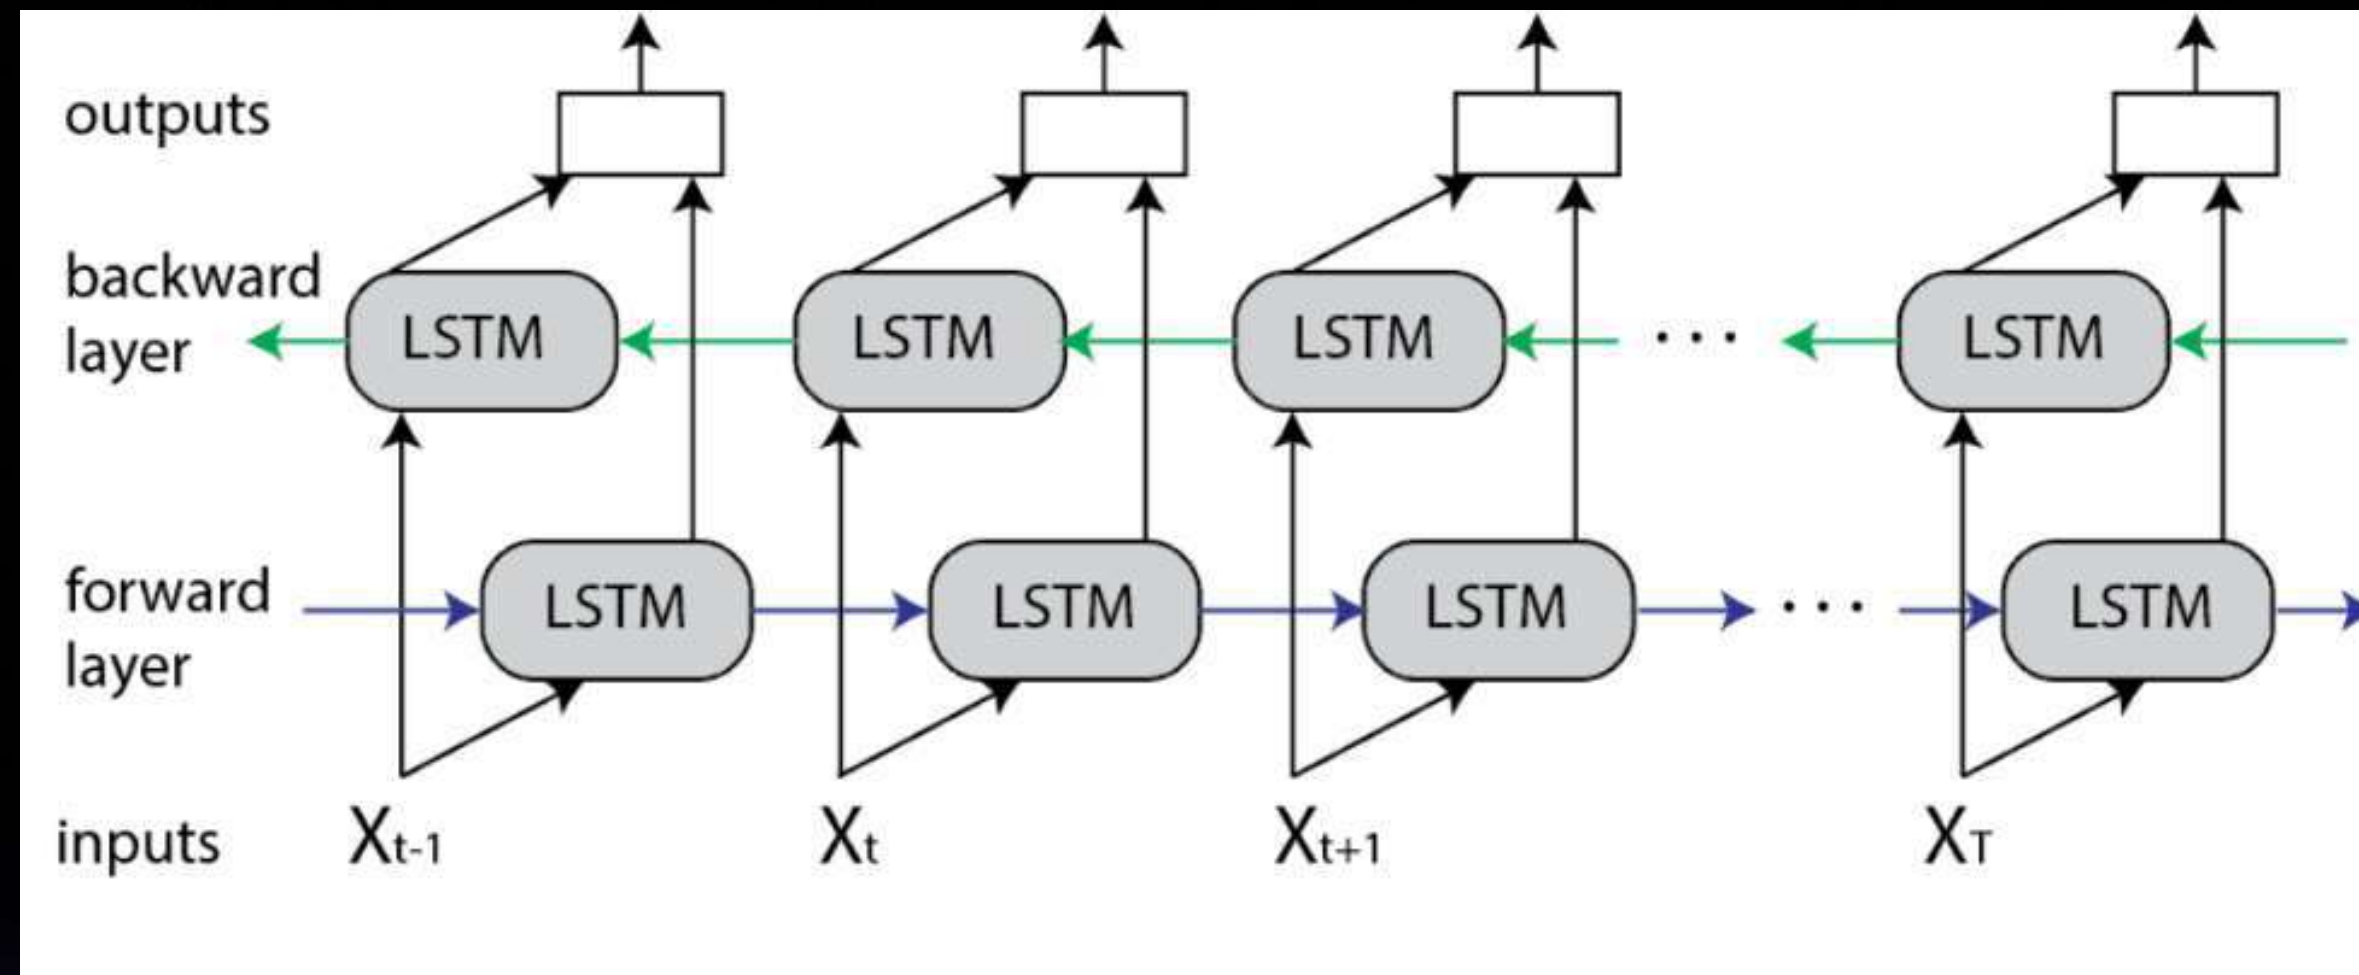 outputs
backward
layer
LSTM LSTM LSTM ... LSTM
forward
layer
LSTM LSTM LSTM ... LSTM
inputs Xt-1 Xt Xt+1 XT